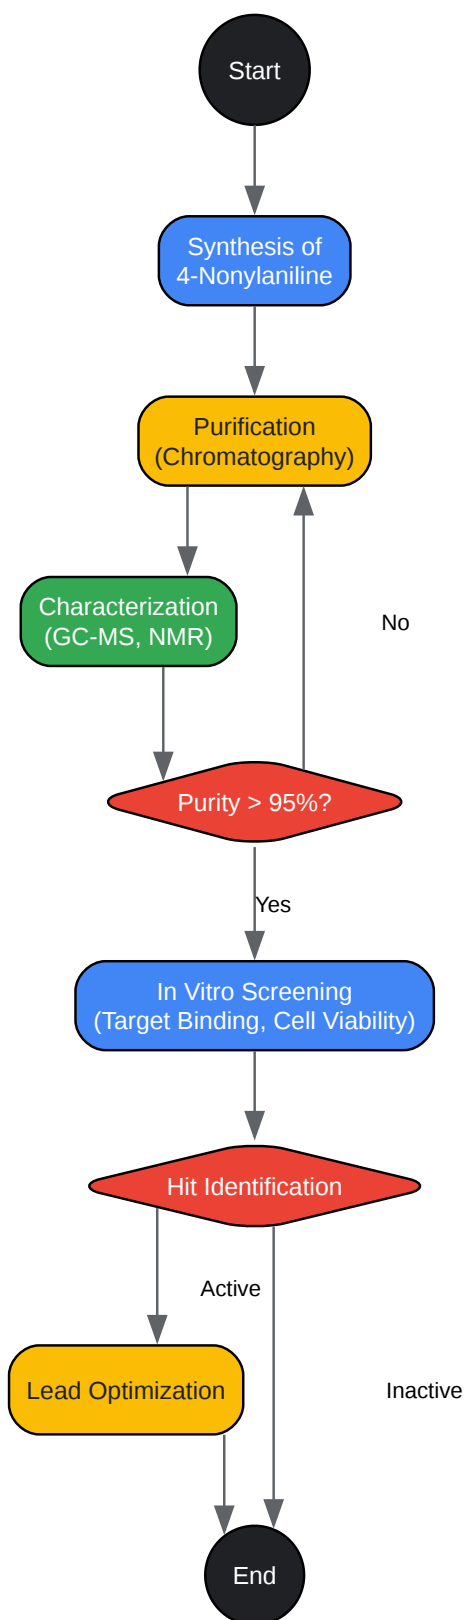 Start
Synthesis of
4-Nonylaniline
Purification
(Chromatography)
Characterization
(GC-MS, NMR)
No
Purity > 95%?
Yes
In Vitro Screening
(Target Binding, Cell Viability)
Hit Identification
Active
Lead Optimization
Inactive
End